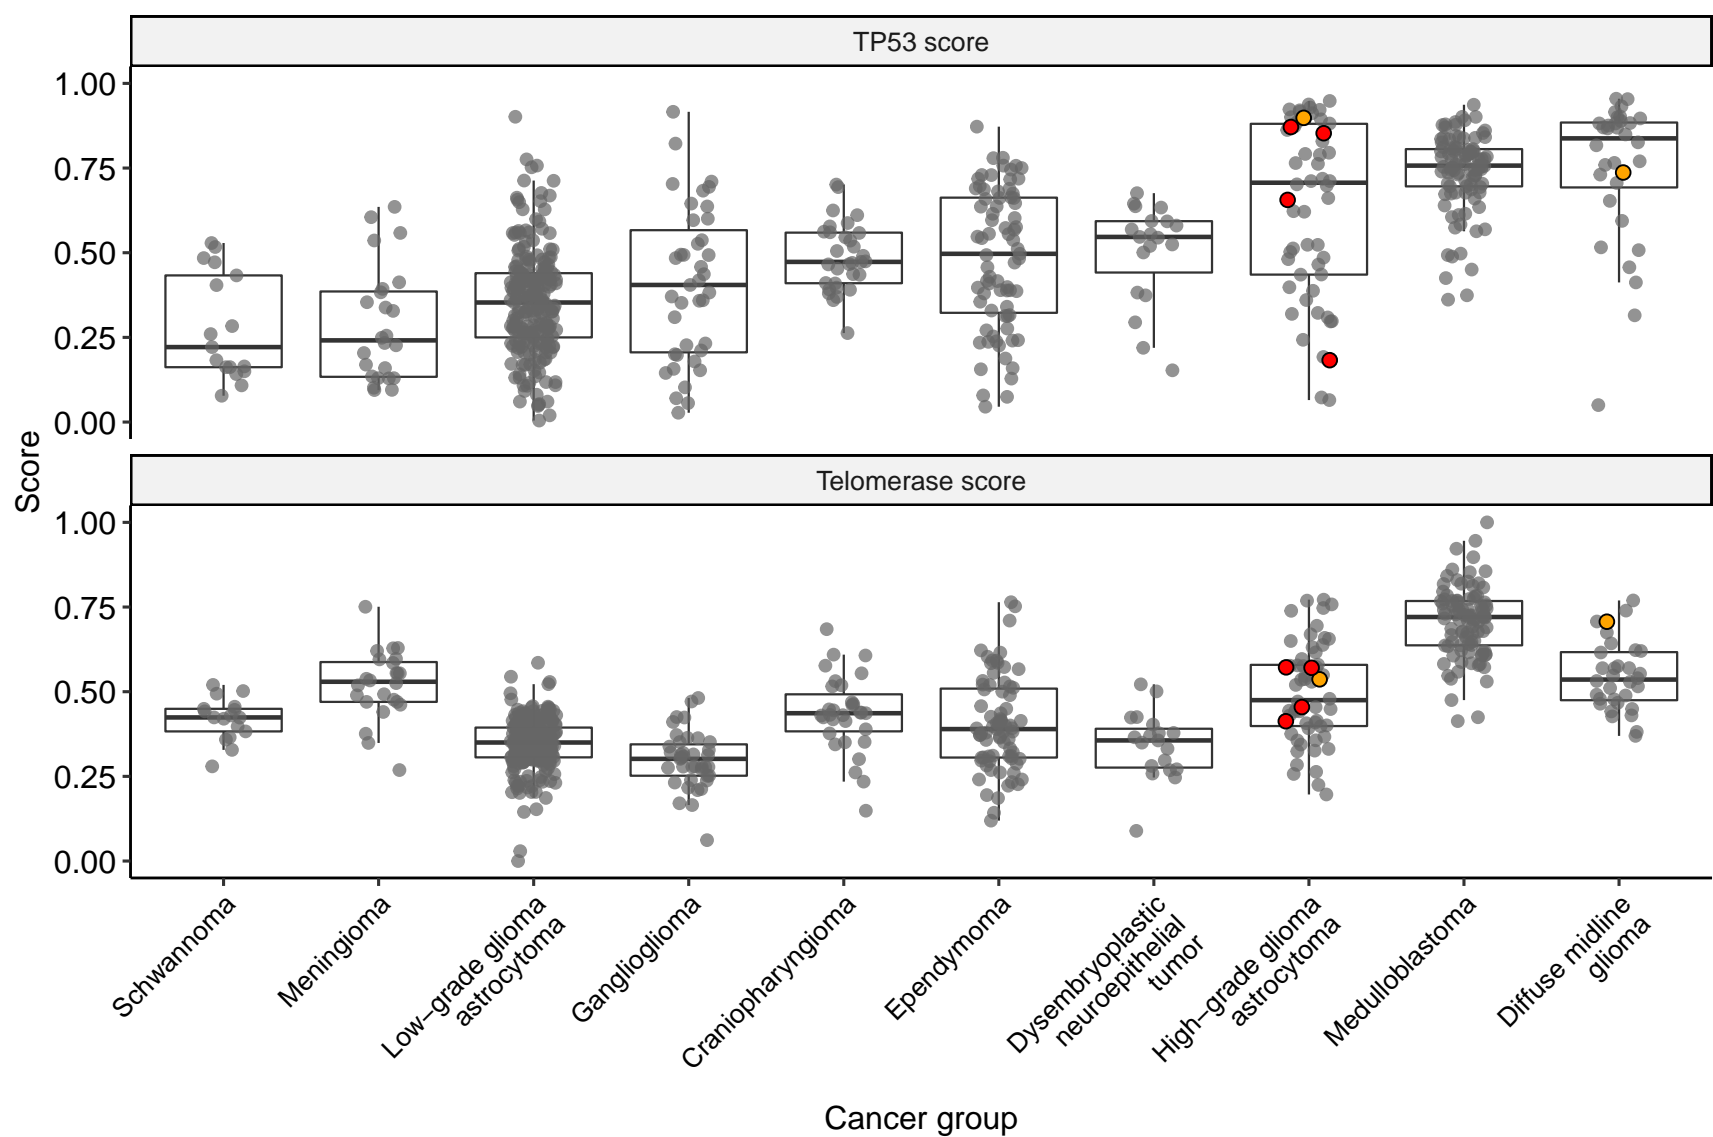 TP53 score
1.00
0.75
0.50
0.25
0.00
Score
Telomerase score
1.00
0.75
0.50
0.25
0.00
Schwannoma
Meningioma
Low−grade glioma
astrocytoma
Ganglioglioma
Craniopharyngioma
Ependymoma
Dysembryoplastic
neuroepithelial
tumor
High−grade glioma
astrocytoma
Medulloblastoma
Diffuse midline
glioma
Cancer group